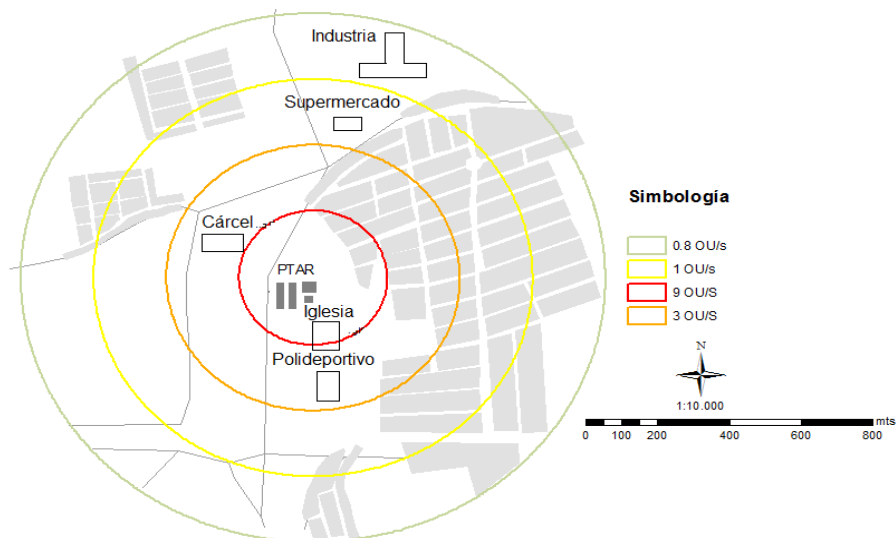 Industria
Supermercado
Cárcel
PTAR
Iglesia
Polideportivo
Simbología
0.8 OU/s
1 OU/s
9 OU/S
3 OU/S
N
1:10.000
mts
0 50 100 200 400 600 800